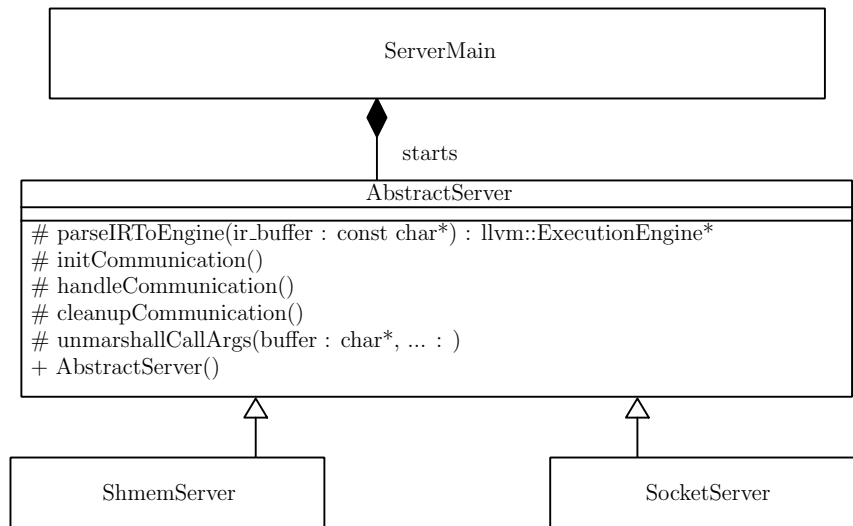 ServerMain
starts
AbstractServer
# parseIRToEngine(ir_buffer : const char*) : llvm::ExecutionEngine*
# initCommunication()
# handleCommunication()
# cleanupCommunication()
# unmarshallCallArgs(buffer : char*, ... : )
+ AbstractServer()
ShmemServer
SocketServer